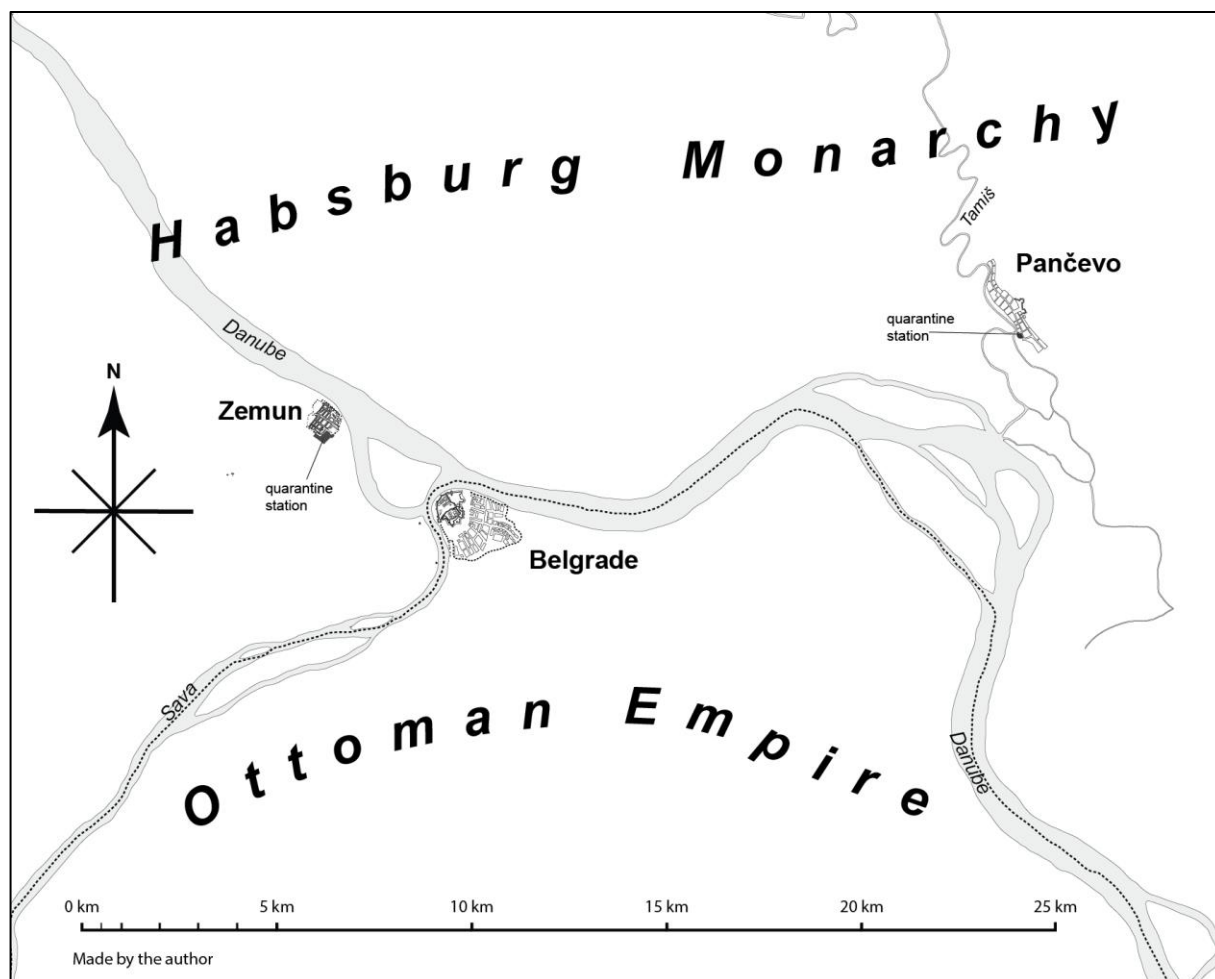 Habsburg Monarchy
Tamiš
Pančevo
quarantine
station
Danube
N
Zemun
quarantine
station
Belgrade
Sava
Ottoman Empire
Danube
0 km 5 km 10 km 15 km 20 km 25 km
Made by the author